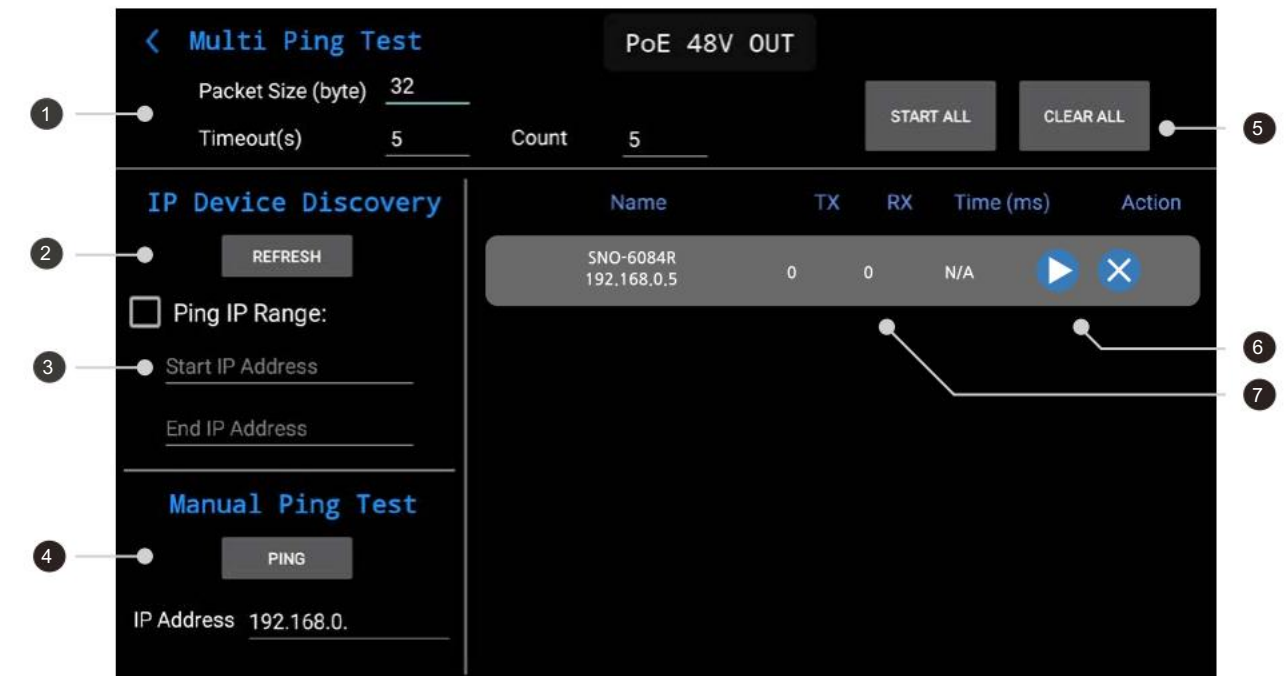 Multi Ping Test
PoE 48V OUT
Packet Size (byte) 32
Timeout(s) 5 Count 5
START ALL CLEAR ALL
1
5
IP Device Discovery
REFRESH
2
Ping IP Range:
3
Start IP Address
End IP Address
Manual Ping Test
4
PING
IP Address 192.168.0.
Name TX RX Time (ms) Action
SNO-6084R
192.168.0.5
0 0 N/A
6
7